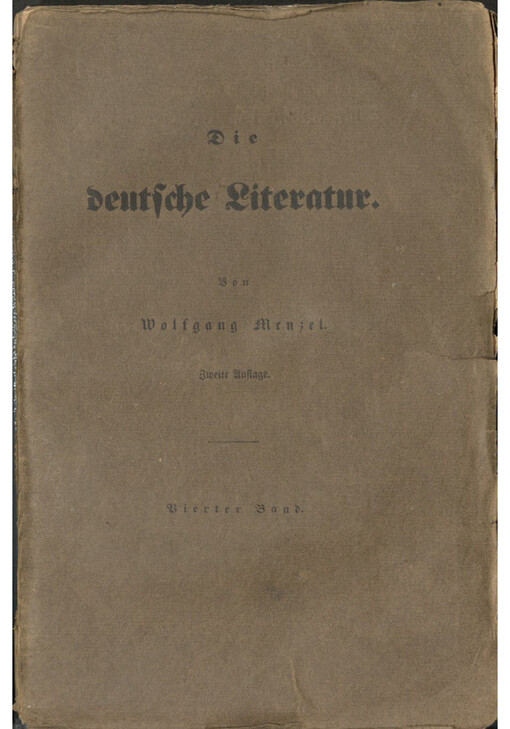 Die
deutsche Literatur.
Von
Wolfgang Menzel.
Zweite Auflage.
Vierter Band.